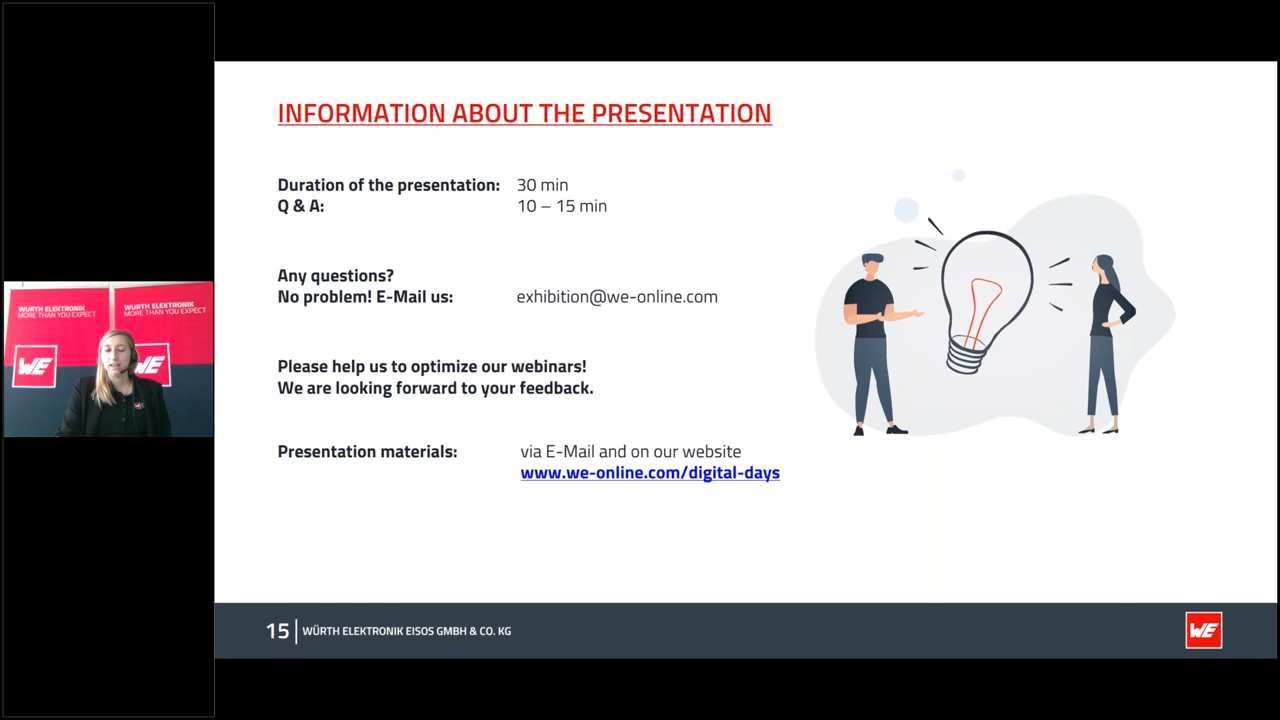 INFORMATION ABOUT THE PRESENTATION
Duration of the presentation: 30 min
Q & A: 10 – 15 min
Any questions?
No problem! E-Mail us: exhibition@we-online.com
Please help us to optimize our webinars!
We are looking forward to your feedback.
Presentation materials: via E-Mail and on our website
www.we-online.com/digital-days
WURTH ELEKTRONIK
MORE THAN YOU EXPECT
WURTH ELEKTRONIK
MORE THAN YOU EXPECT
WE
WE
15 WÜRTH ELEKTRONIK EISOS GMBH & CO. KG
WE